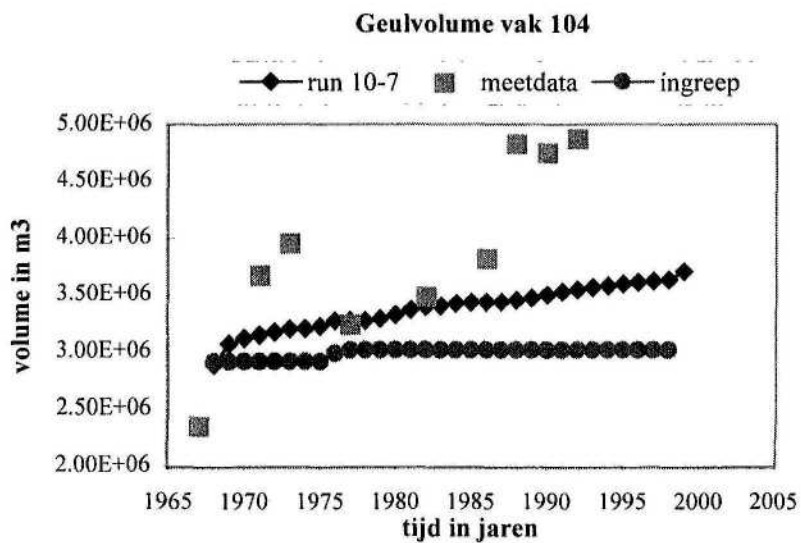 Geulvolume vak 104
run 10-7 meetdata ingreep
5.00E+06
4.50E+06
4.00E+06
3.50E+06
3.00E+06
2.50E+06
2.00E+06
volume in m3
1965 1970 1975 1980 1985 1990 1995 2000 2005
tijd in jaren